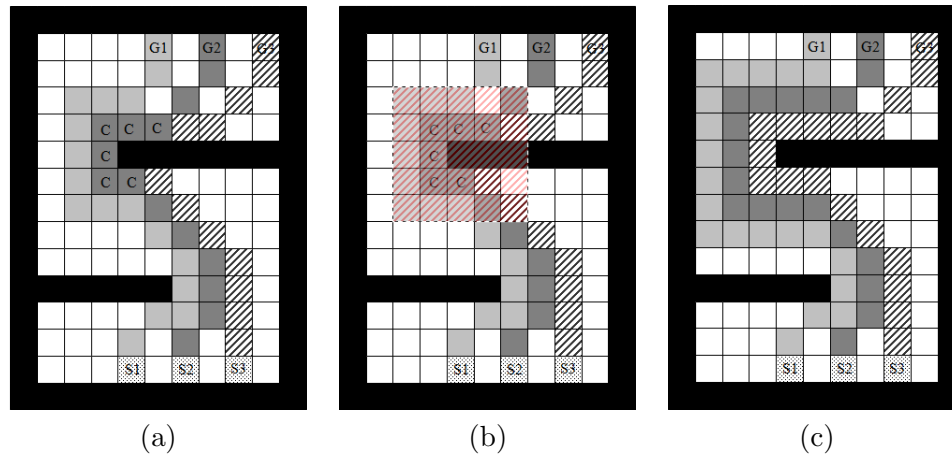 G1 G2 G3 G1 G2 G3 G1 G2 G3
C C C C C C
C C
C C C C
S1 S2 S3 S1 S2 S3 S1 S2 S3
(a) (b) (c)